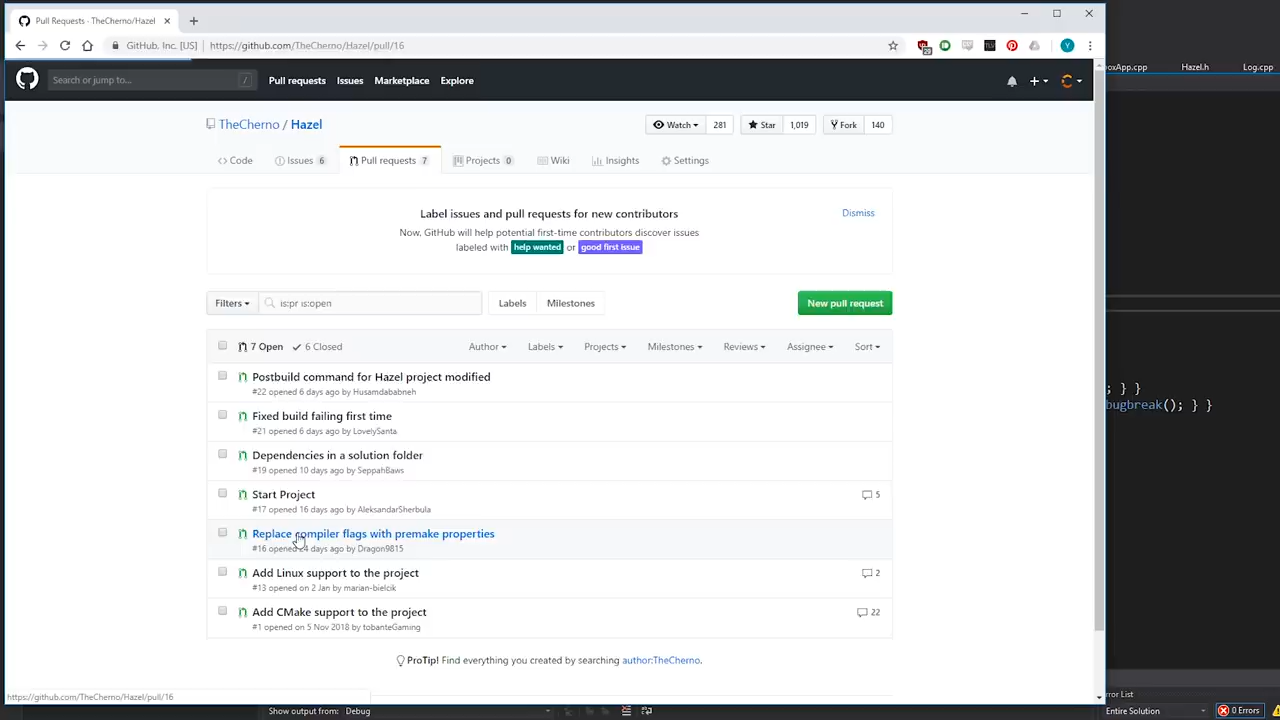 Pull Requests · TheCherno/Hazel
GitHub, Inc. [US] https://github.com/TheCherno/Hazel/pull/16
Search or jump to... /
Pull requests Issues Marketplace Explore
TheCherno / Hazel
Watch 281 Star 1,019 Fork 140
<> Code Issues 6 Pull requests 7 Projects 0 Wiki Insights Settings
Label issues and pull requests for new contributors
Dismiss
Now, GitHub will help potential first-time contributors discover issues
labeled with help wanted or good first issue
Filters is:pr is:open Labels Milestones New pull request
7 Open 6 Closed Author Labels Projects Milestones Reviews Assignee Sort
Postbuild command for Hazel project modified
#22 opened 6 days ago by Husamdababneh
Fixed build failing first time
#21 opened 6 days ago by LovelySanta
Dependencies in a solution folder
#19 opened 10 days ago by SeppahBaws
Start Project 5
#17 opened 16 days ago by AleksandarSherbula
Replace compiler flags with premake properties
#16 opened 24 days ago by Dragon9815
Add Linux support to the project 2
#13 opened on 2 Jan by marian-bielcik
Add CMake support to the project 22
#1 opened on 5 Nov 2018 by tobanteGaming
ProTip! Find everything you created by searching author:TheCherno.
https://github.com/TheCherno/Hazel/pull/16
Show output from: Debug
oxApp.cpp Hazel.h Log.cpp
; } }
bugbreak(); } }
rror List
Entire Solution 0 Errors